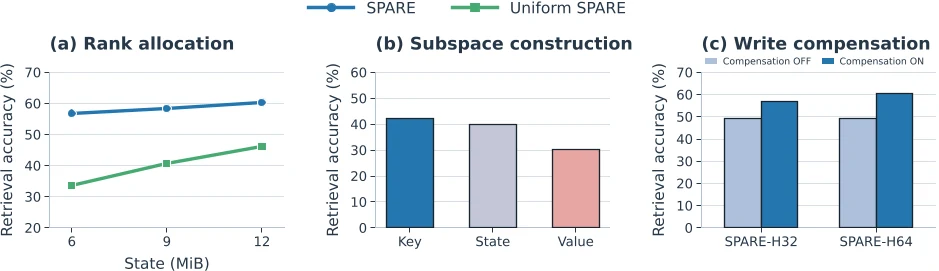 SPARE Uniform SPARE
(a) Rank allocation
Retrieval accuracy (%)
70
60
50
40
30
20
6 9 12
State (MiB)
(b) Subspace construction
Retrieval accuracy (%)
60
50
40
30
20
10
0
Key State Value
(c) Write compensation
Compensation OFF Compensation ON
Retrieval accuracy (%)
70
60
50
40
30
20
10
0
SPARE-H32 SPARE-H64